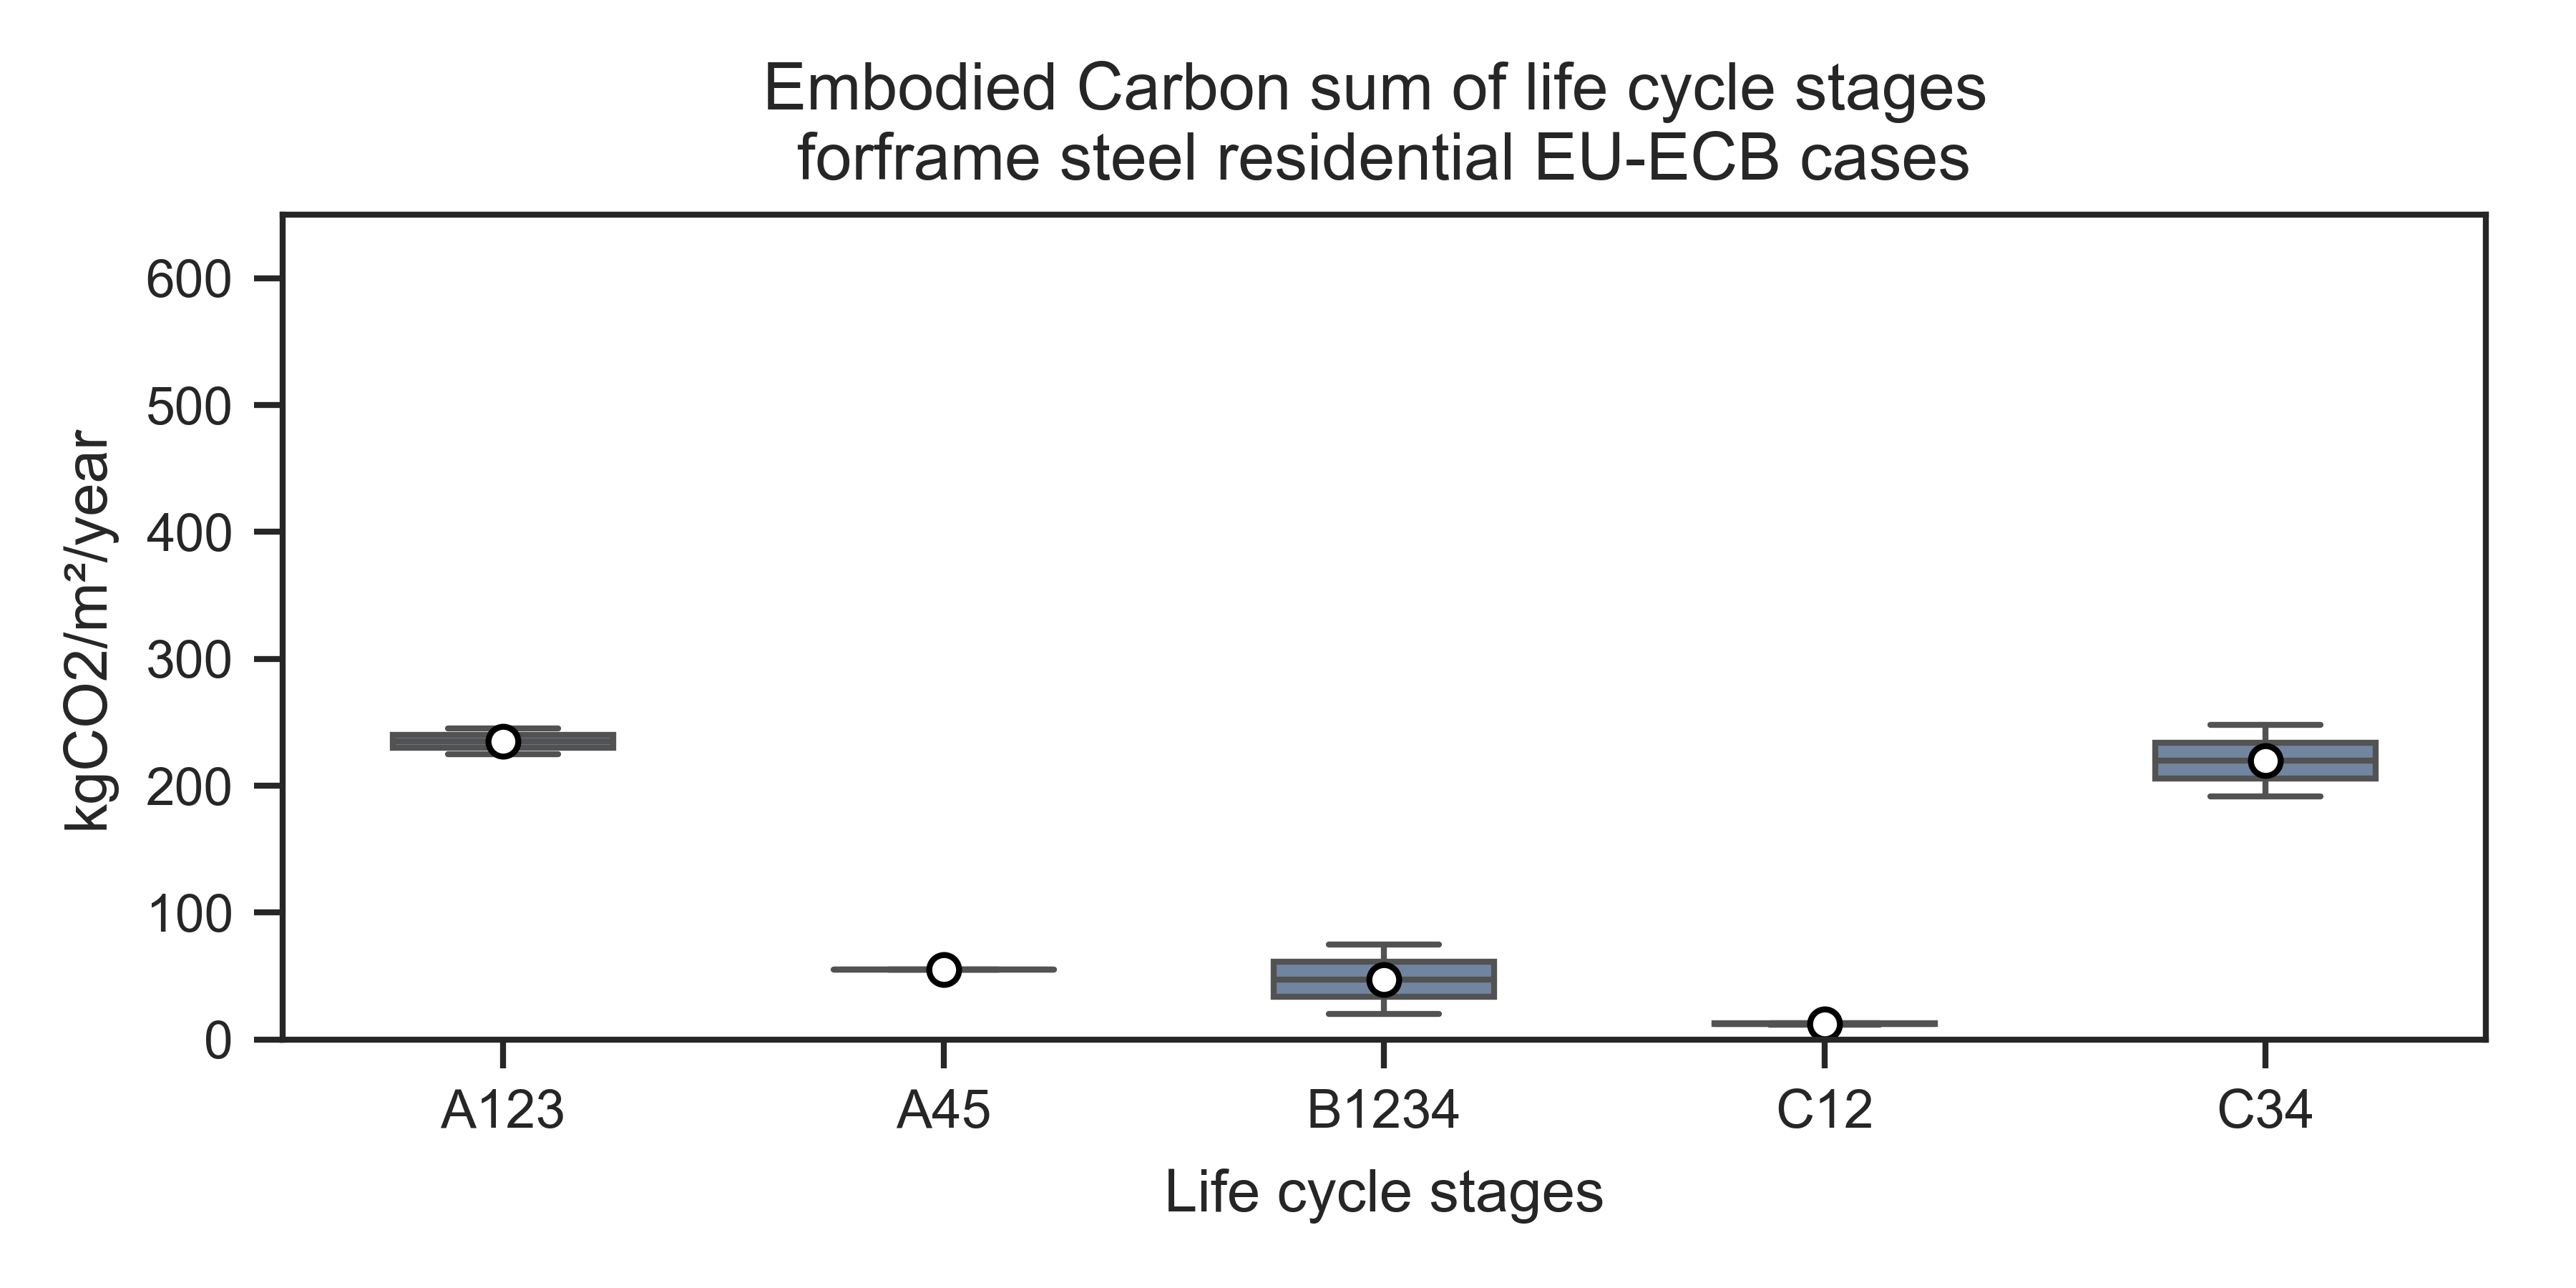 Embodied Carbon sum of life cycle stages
forframe steel residential EU-ECB cases
kgCO2/m²/year
600
500
400
300
200
100
0
A123
A45
B1234
C12
C34
Life cycle stages